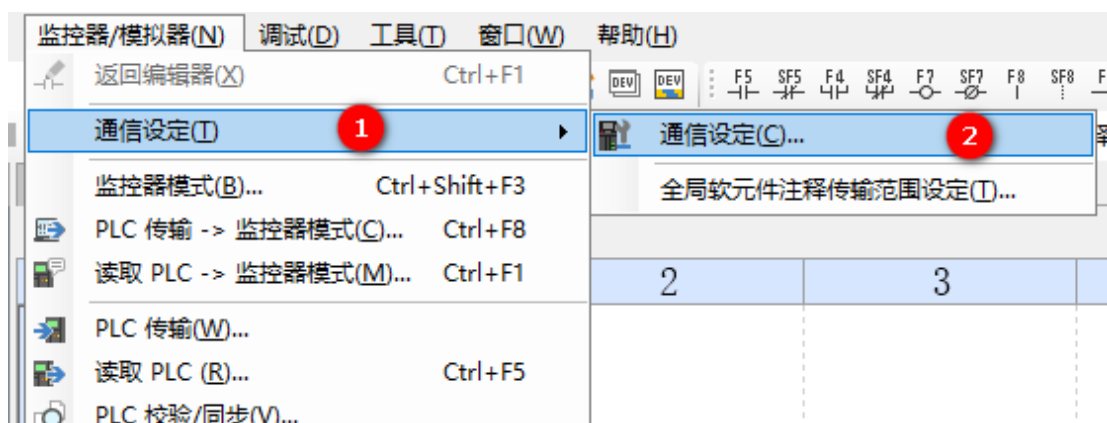 监控器/模拟器(N) 调试(D) 工具(T) 窗口(W) 帮助(H)
返回编辑器(X) Ctrl+F1
DEV DEV F5 SF5 F4 SF4 F7 SF7 F8 SF8
通信设定(T) 1
通信设定(C)... 2
监控器模式(B)... Ctrl+Shift+F3
全局软元件注释传输范围设定(T)...
PLC 传输 -> 监控器模式(C)... Ctrl+F8
读取 PLC -> 监控器模式(M)... Ctrl+F1
2 3
PLC 传输(W)...
读取 PLC (R)... Ctrl+F5
PLC 校验/同步(V)...